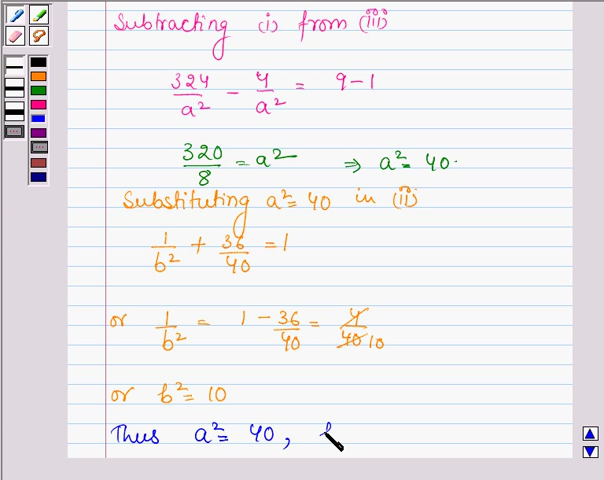 Subtracting (i) from (iii)
324/a² - 4/a² = 9-1
320/8 = a² ⇒ a² = 40.
Substituting a² = 40 in (ii)
1/b² + 36/40 = 1
or 1/b² = 1 - 36/40 = 4/40 10
or b² = 10
Thus a² = 40,